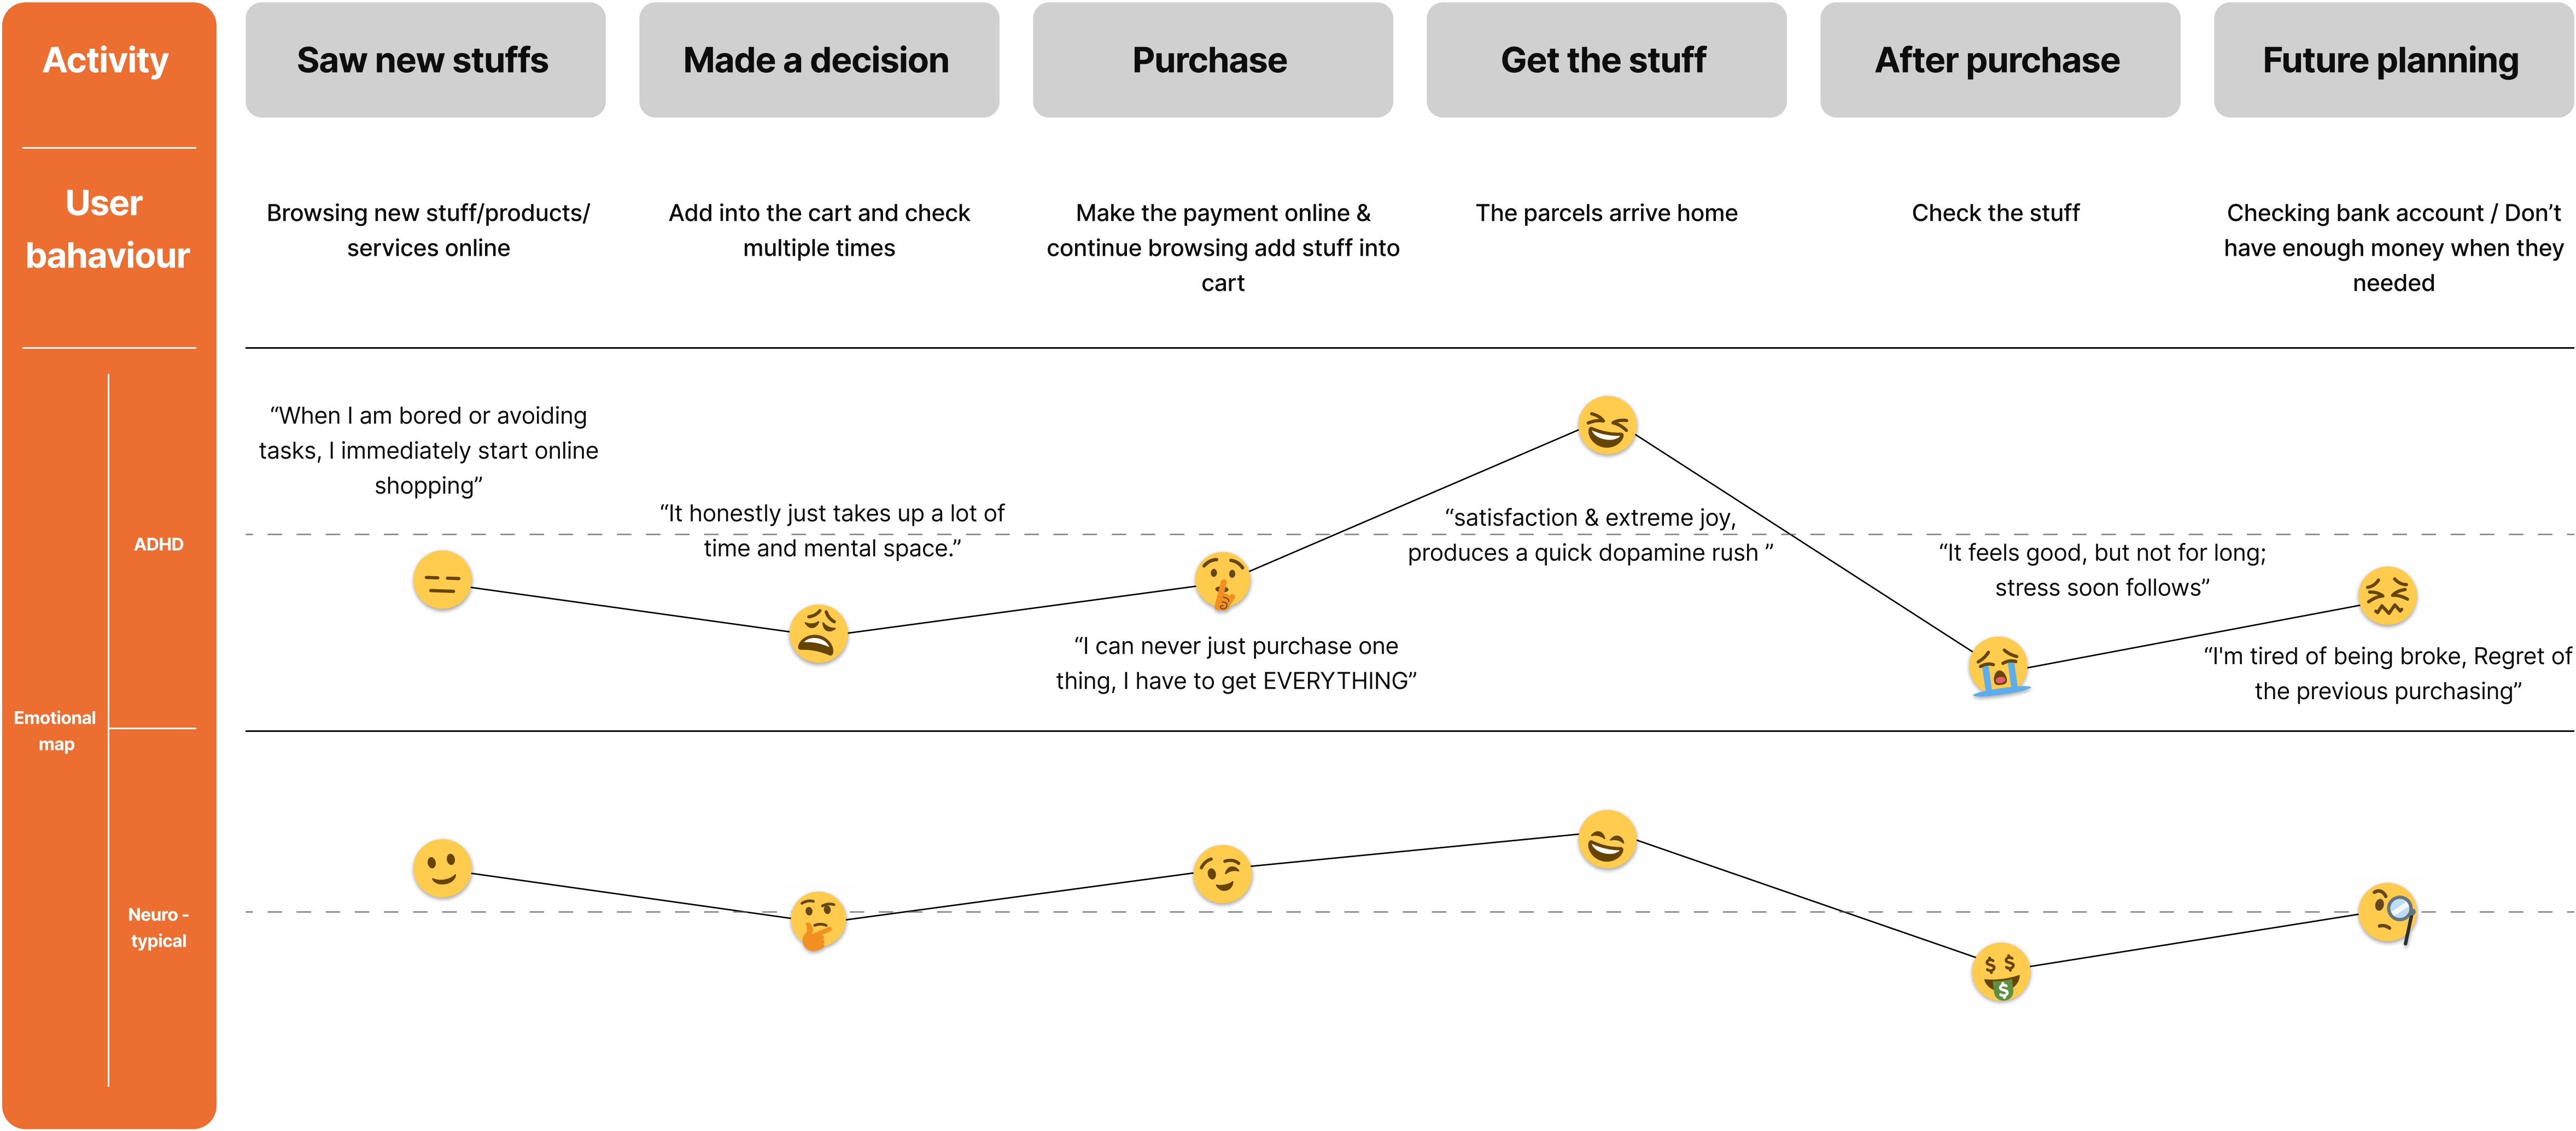 Activity
Saw new stuffs
Made a decision
Purchase
Get the stuff
After purchase
Future planning
User
bahaviour
Browsing new stuff/products/
services online
Add into the cart and check
multiple times
Make the payment online &
continue browsing add stuff into
cart
The parcels arrive home
Check the stuff
Checking bank account / Don’t
have enough money when they
needed
Emotional
map
ADHD
“When I am bored or avoiding
tasks, I immediately start online
shopping”
“It honestly just takes up a lot of
time and mental space.”
“I can never just purchase one
thing, I have to get EVERYTHING”
“satisfaction & extreme joy,
produces a quick dopamine rush ”
“It feels good, but not for long;
stress soon follows”
“I'm tired of being broke, Regret of
the previous purchasing”
Neuro -
typical